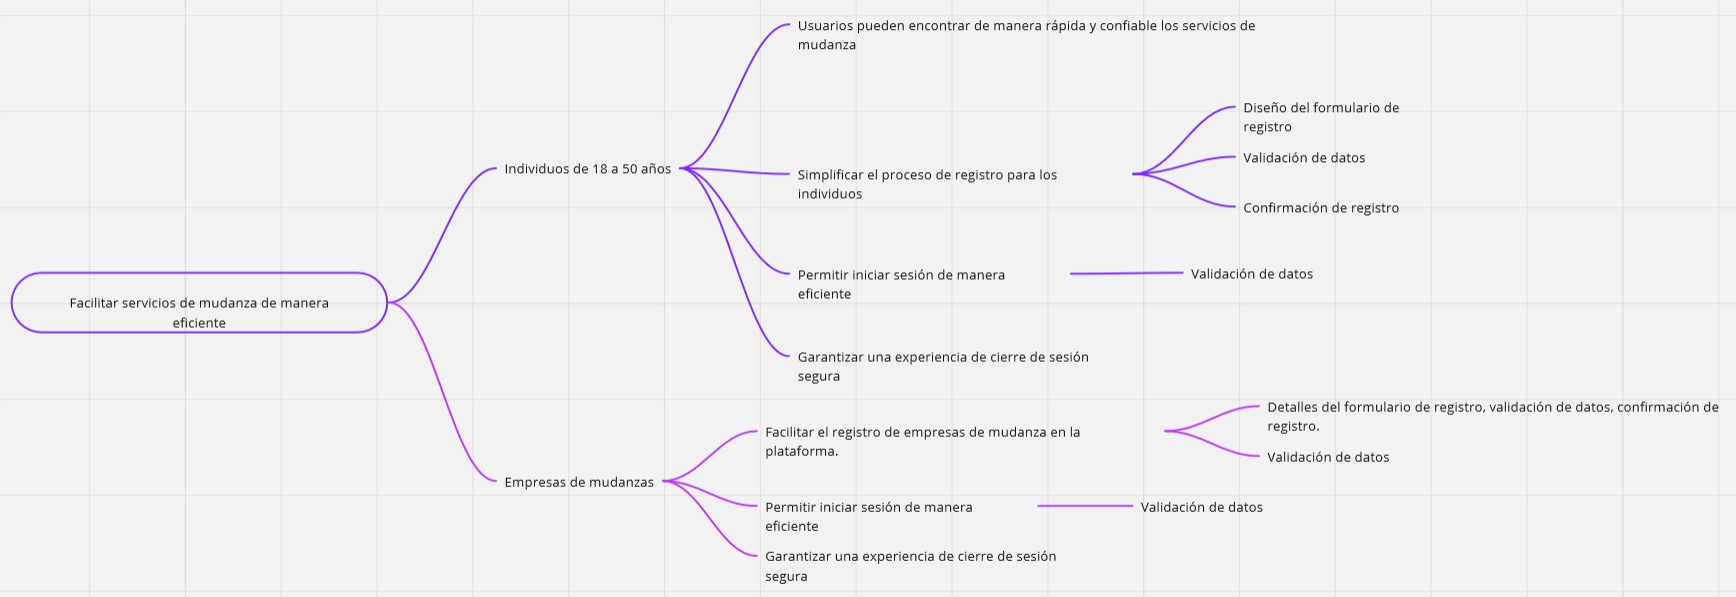 Facilitar servicios de mudanza de manera
eficiente
Individuos de 18 a 50 años
Usuarios pueden encontrar de manera rápida y confiable los servicios de
mudanza
Simplificar el proceso de registro para los
individuos
Diseño del formulario de
registro
Validación de datos
Confirmación de registro
Permitir iniciar sesión de manera
eficiente
Validación de datos
Garantizar una experiencia de cierre de sesión
segura
Empresas de mudanzas
Facilitar el registro de empresas de mudanza en la
plataforma.
Detalles del formulario de registro, validación de datos, confirmación de
registro.
Validación de datos
Permitir iniciar sesión de manera
eficiente
Validación de datos
Garantizar una experiencia de cierre de sesión
segura